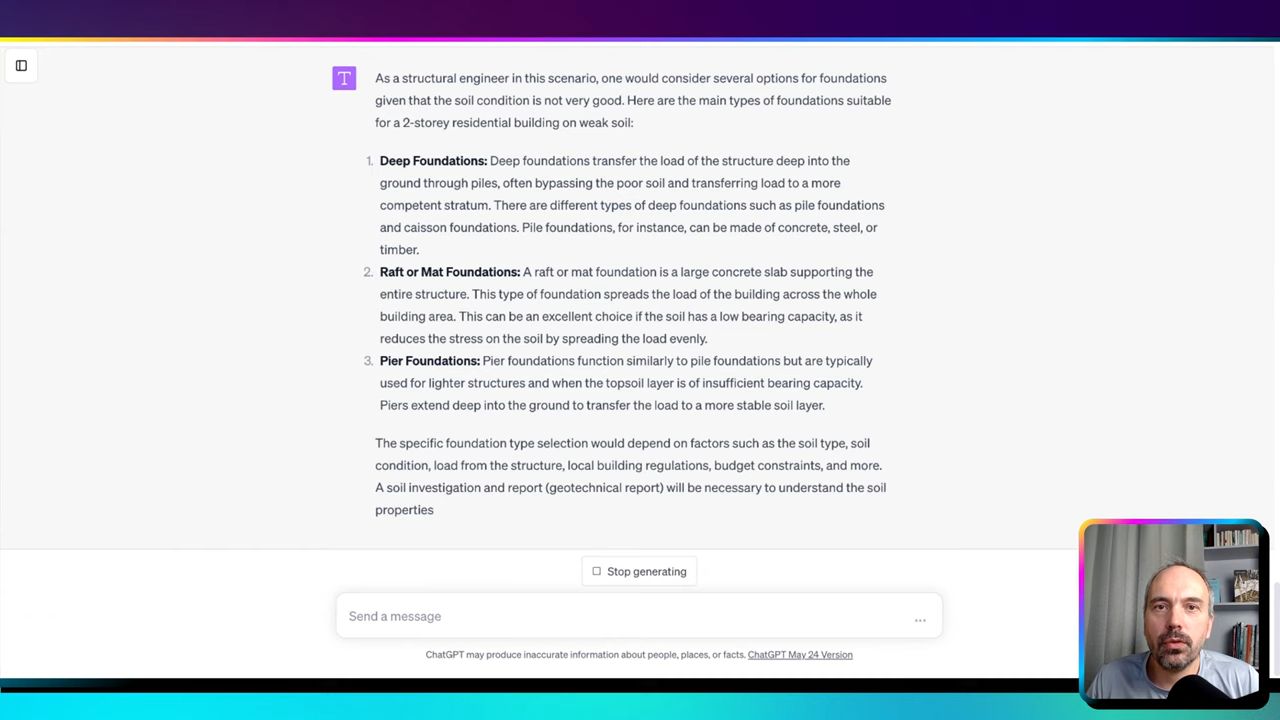 T
As a structural engineer in this scenario, one would consider several options for foundations
given that the soil condition is not very good. Here are the main types of foundations suitable
for a 2-storey residential building on weak soil:
1. Deep Foundations: Deep foundations transfer the load of the structure deep into the
ground through piles, often bypassing the poor soil and transferring load to a more
competent stratum. There are different types of deep foundations such as pile foundations
and caisson foundations. Pile foundations, for instance, can be made of concrete, steel, or
timber.
2. Raft or Mat Foundations: A raft or mat foundation is a large concrete slab supporting the
entire structure. This type of foundation spreads the load of the building across the whole
building area. This can be an excellent choice if the soil has a low bearing capacity, as it
reduces the stress on the soil by spreading the load evenly.
3. Pier Foundations: Pier foundations function similarly to pile foundations but are typically
used for lighter structures and when the topsoil layer is of insufficient bearing capacity.
Piers extend deep into the ground to transfer the load to a more stable soil layer.
The specific foundation type selection would depend on factors such as the soil type, soil
condition, load from the structure, local building regulations, budget constraints, and more.
A soil investigation and report (geotechnical report) will be necessary to understand the soil
properties
Stop generating
Send a message
...
ChatGPT may produce inaccurate information about people, places, or facts. ChatGPT May 24 Version